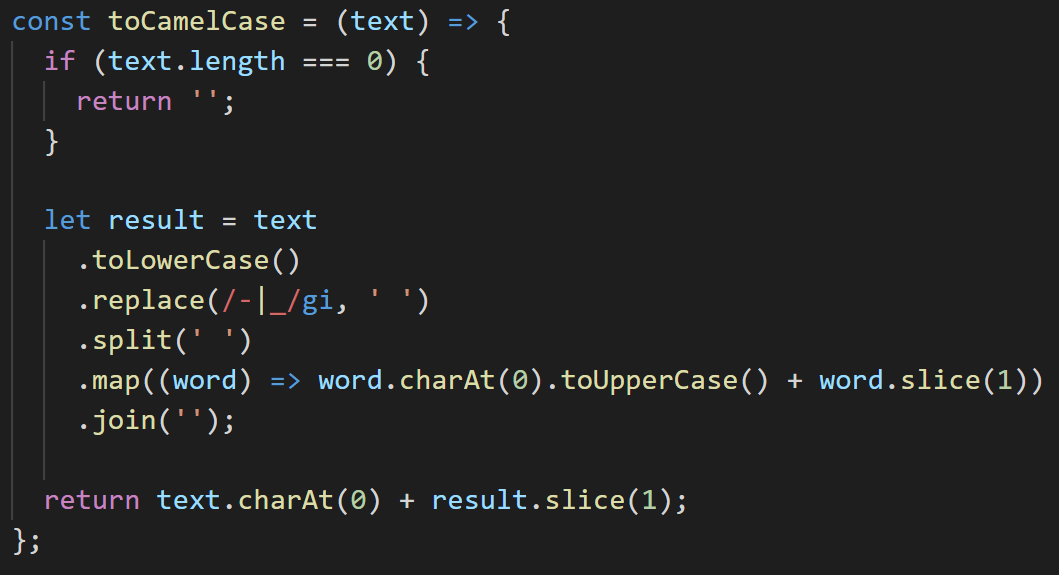 const toCamelCase = (text) => {
  if (text.length === 0) {
    return '';
  }

  let result = text
    .toLowerCase()
    .replace(/-|_/gi, ' ')
    .split(' ')
    .map((word) => word.charAt(0).toUpperCase() + word.slice(1))
    .join('');

  return text.charAt(0) + result.slice(1);
};